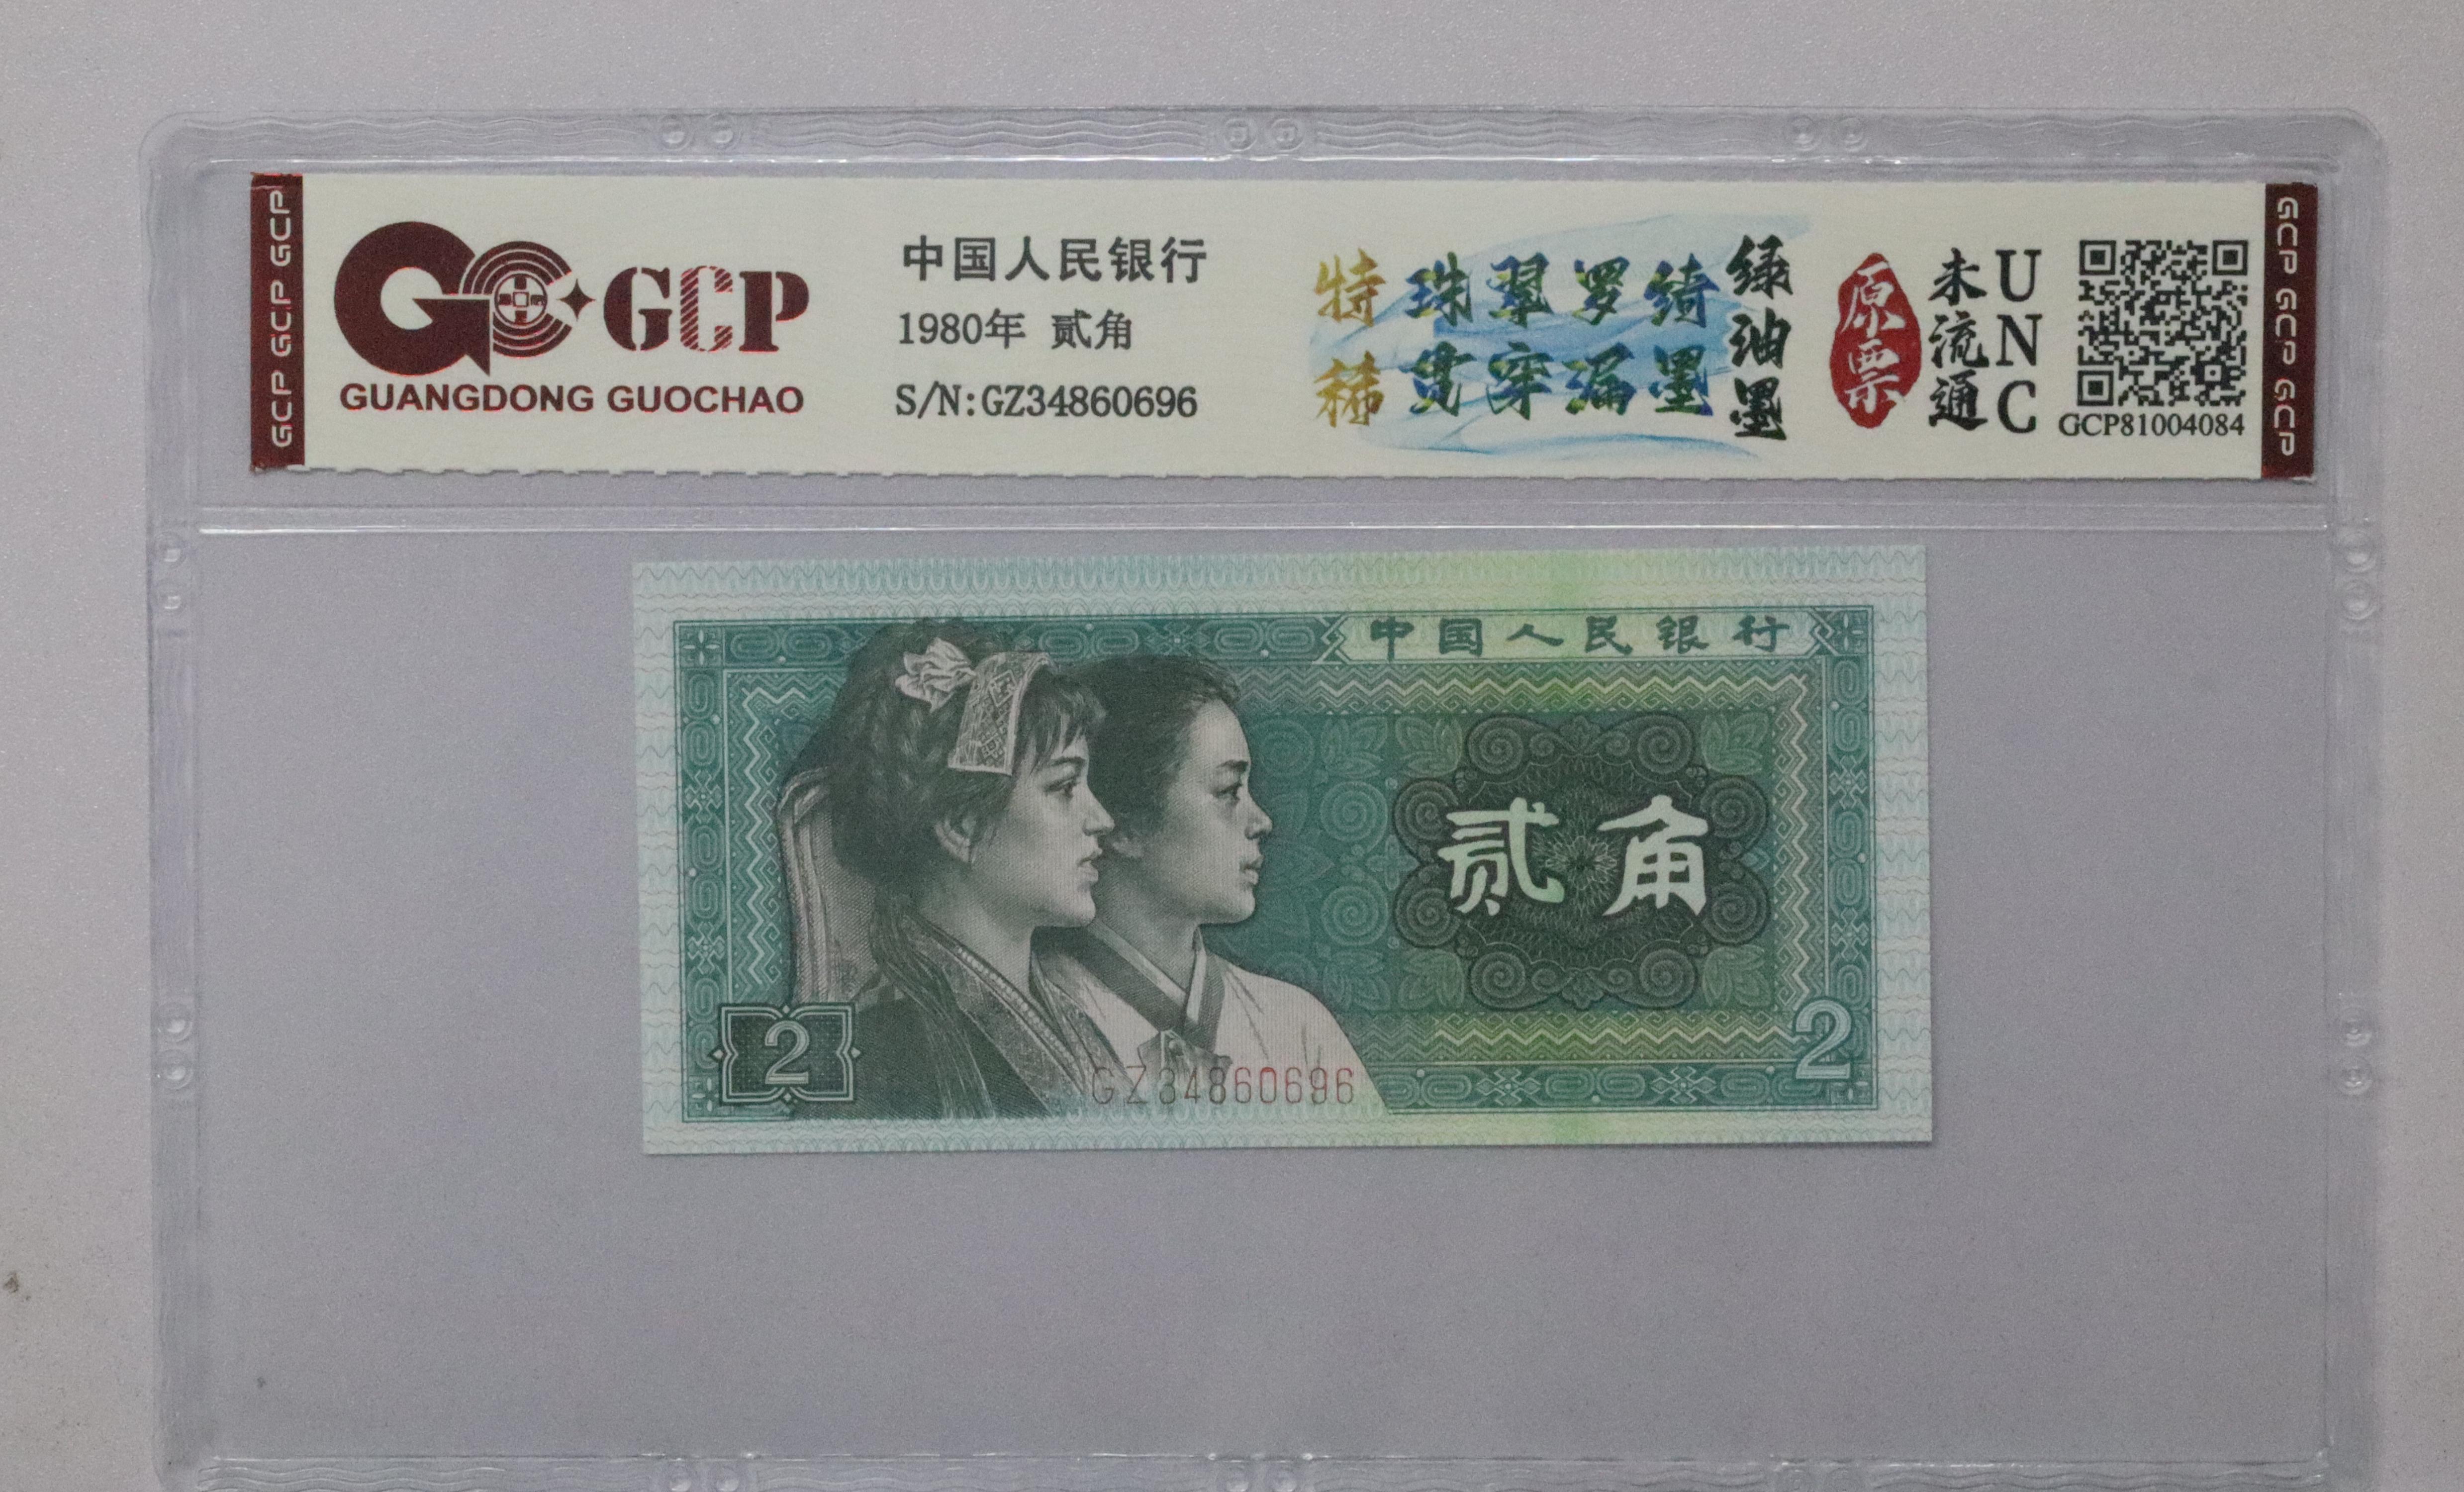 GCP GCP GCP
GCP
GUANGDONG GUOCHAO
中国人民银行
1980年 贰角
S/N:GZ34860696
特稀
珠翠罗绮
贯穿漏墨
绿油墨
原票
未流通
UNC
GCP81004084
GCP GCP GCP
中国人民银行
贰角
2
2
GZ34860696